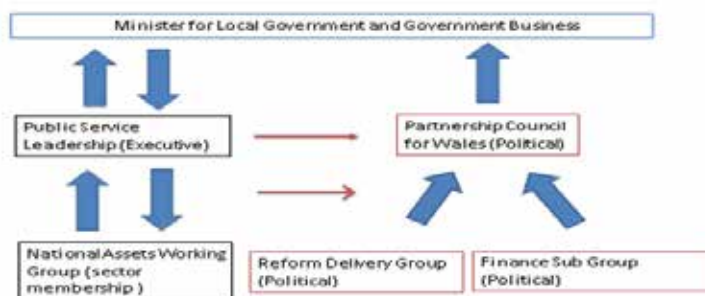 Minister for Local Government and Government Business
Public Service
Leadership (Executive)
Partnership Council
for Wales (Political)
National Assets Working
Group (sector
membership )
Reform Delivery Group
(Political)
Finance Sub Group
(Political)